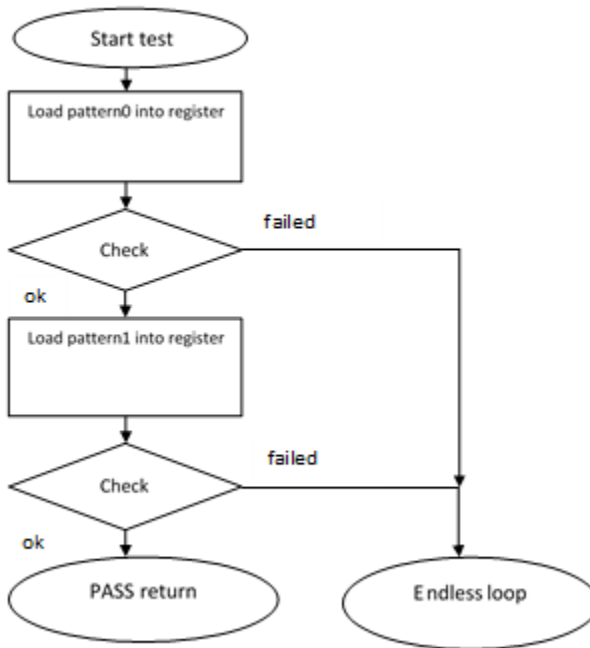 Start test
Load pattern0 into register
Check
failed
ok
Load pattern1 into register
Check
failed
ok
PASS return
Endless loop